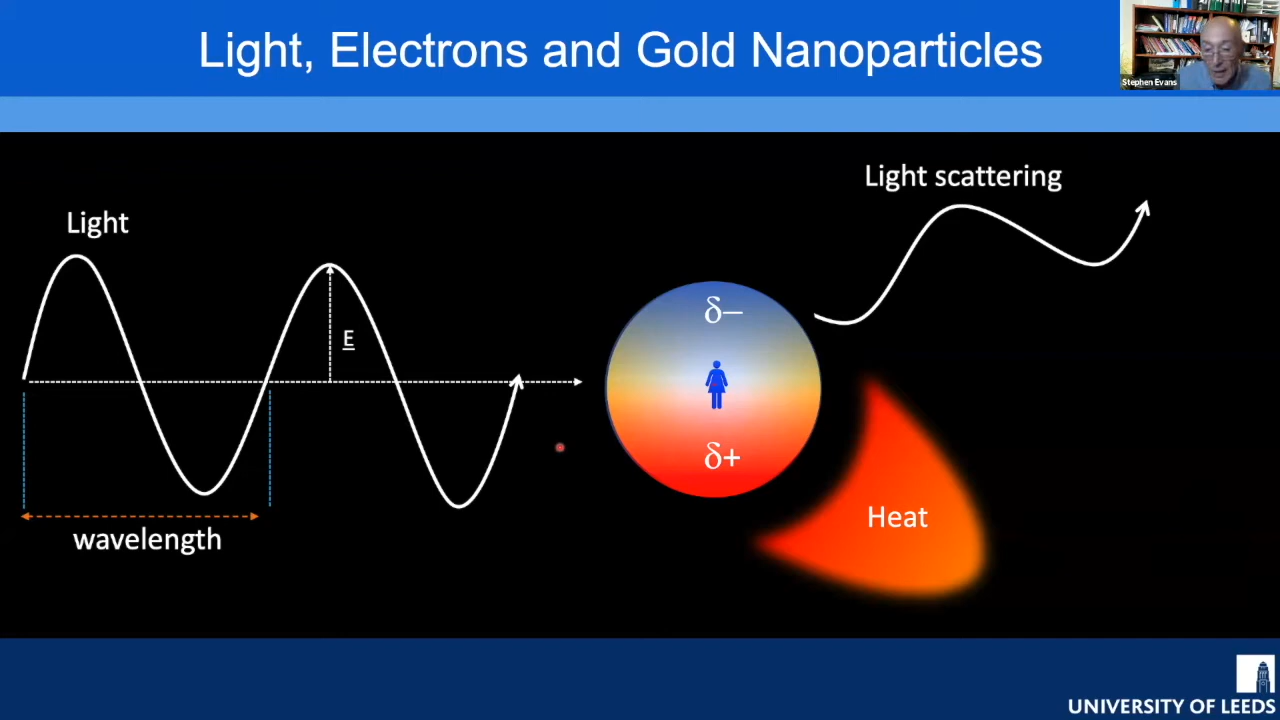 Light, Electrons and Gold Nanoparticles
Stephen Evans
Light scattering
Light
E
δ–
δ+
Heat
wavelength
UNIVERSITY OF LEEDS